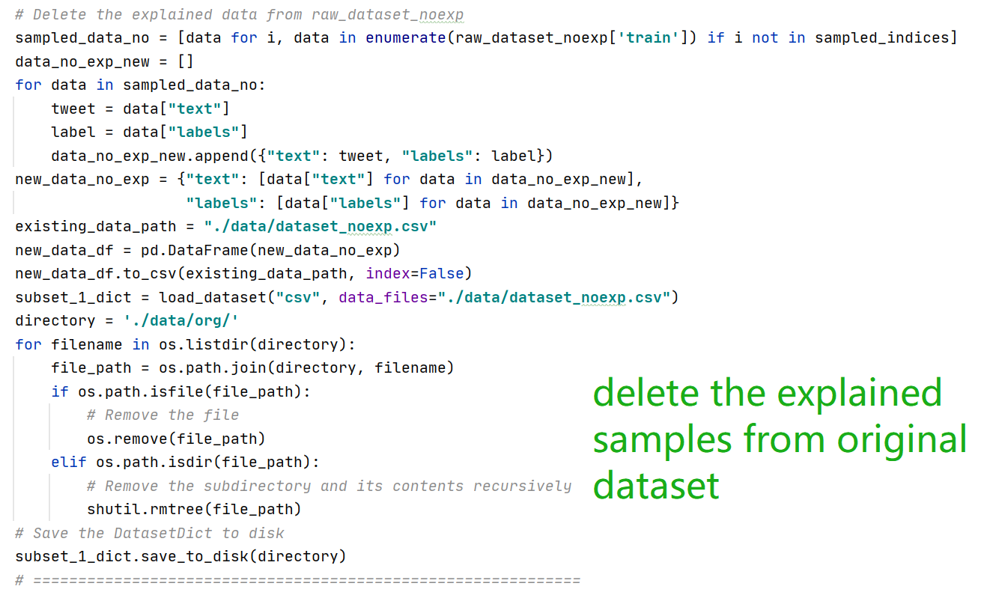 # Delete the explained data from raw_dataset_noexp
sampled_data_no = [data for i, data in enumerate(raw_dataset_noexp['train']) if i not in sampled_indices]
data_no_exp_new = []
for data in sampled_data_no:
    tweet = data["text"]
    label = data["labels"]
    data_no_exp_new.append({"text": tweet, "labels": label})
new_data_no_exp = {"text": [data["text"] for data in data_no_exp_new],
                   "labels": [data["labels"] for data in data_no_exp_new]}
existing_data_path = "./data/dataset_noexp.csv"
new_data_df = pd.DataFrame(new_data_no_exp)
new_data_df.to_csv(existing_data_path, index=False)
subset_1_dict = load_dataset("csv", data_files="./data/dataset_noexp.csv")
directory = './data/org/'
for filename in os.listdir(directory):
    file_path = os.path.join(directory, filename)
    if os.path.isfile(file_path):
        # Remove the file
        os.remove(file_path)
    elif os.path.isdir(file_path):
        # Remove the subdirectory and its contents recursively
        shutil.rmtree(file_path)
# Save the DatasetDict to disk
subset_1_dict.save_to_disk(directory)
# =============================================================
delete the explained
samples from original
dataset